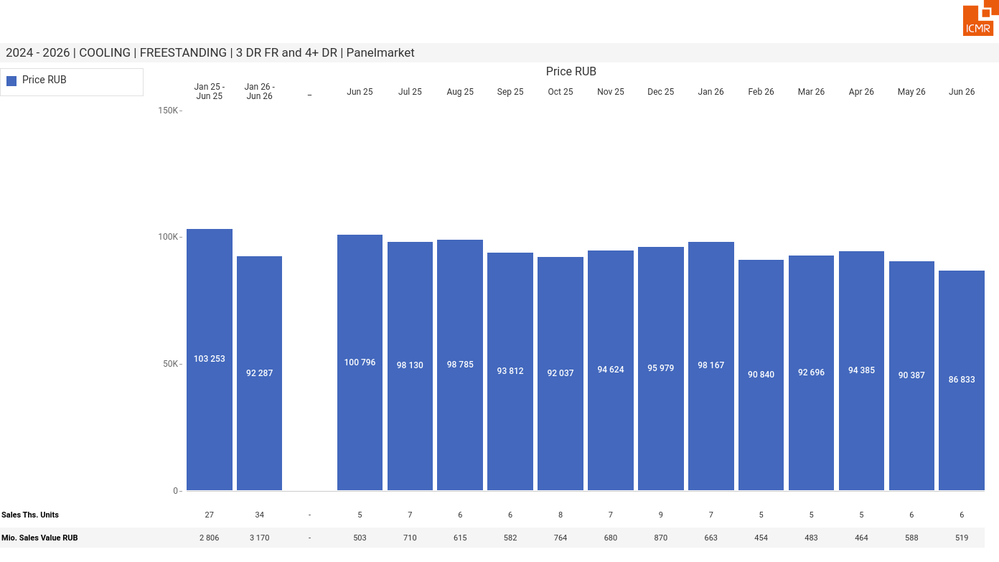 ICMR
2024 - 2026 | COOLING | FREESTANDING | 3 DR FR and 4+ DR | Panelmarket
Price RUB
Price RUB
Jan 25 - Jun 25 Jan 26 - Jun 26 – Jun 25 Jul 25 Aug 25 Sep 25 Oct 25 Nov 25 Dec 25 Jan 26 Feb 26 Mar 26 Apr 26 May 26 Jun 26
150K
100K
50K
0
103 253 92 287 100 796 98 130 98 785 93 812 92 037 94 624 95 979 98 167 90 840 92 696 94 385 90 387 86 833
Sales Ths. Units 27 34 - 5 7 6 6 8 7 9 7 5 5 5 6 6
Mio. Sales Value RUB 2 806 3 170 - 503 710 615 582 764 680 870 663 454 483 464 588 519